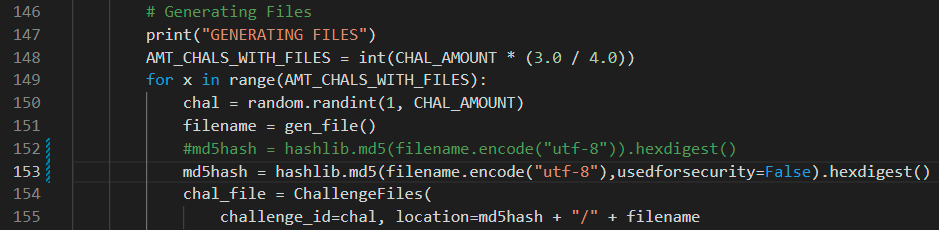 146 # Generating Files
147 print("GENERATING FILES")
148 AMT_CHALS_WITH_FILES = int(CHAL_AMOUNT * (3.0 / 4.0))
149 for x in range(AMT_CHALS_WITH_FILES):
150 chal = random.randint(1, CHAL_AMOUNT)
151 filename = gen_file()
152 #md5hash = hashlib.md5(filename.encode("utf-8")).hexdigest()
153 md5hash = hashlib.md5(filename.encode("utf-8"),usedforsecurity=False).hexdigest()
154 chal_file = ChallengeFiles(
155 challenge_id=chal, location=md5hash + "/" + filename